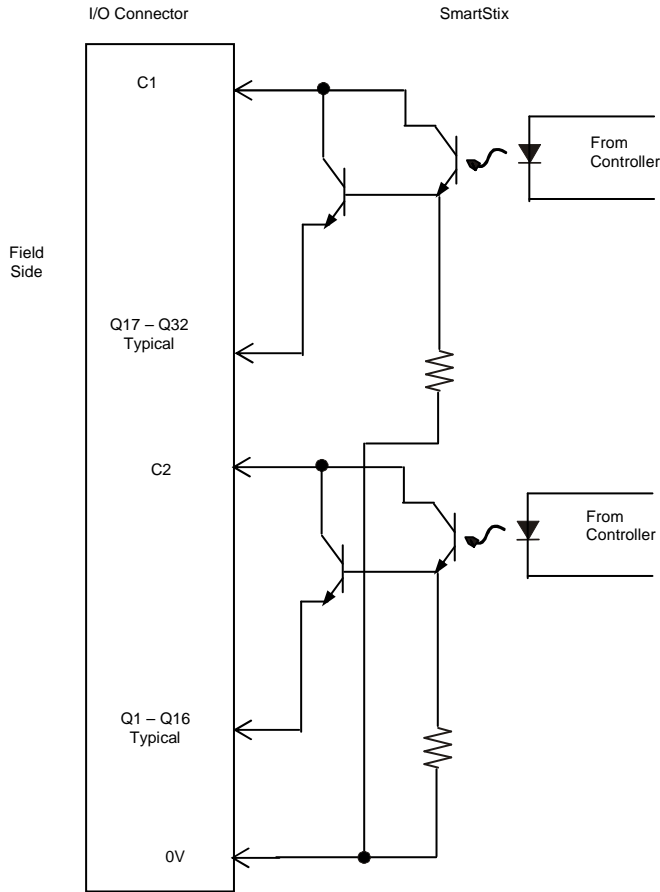 I/O Connector
SmartStix
C1
From
Controller
Field
Side
Q17 – Q32
Typical
C2
From
Controller
Q1 – Q16
Typical
0V